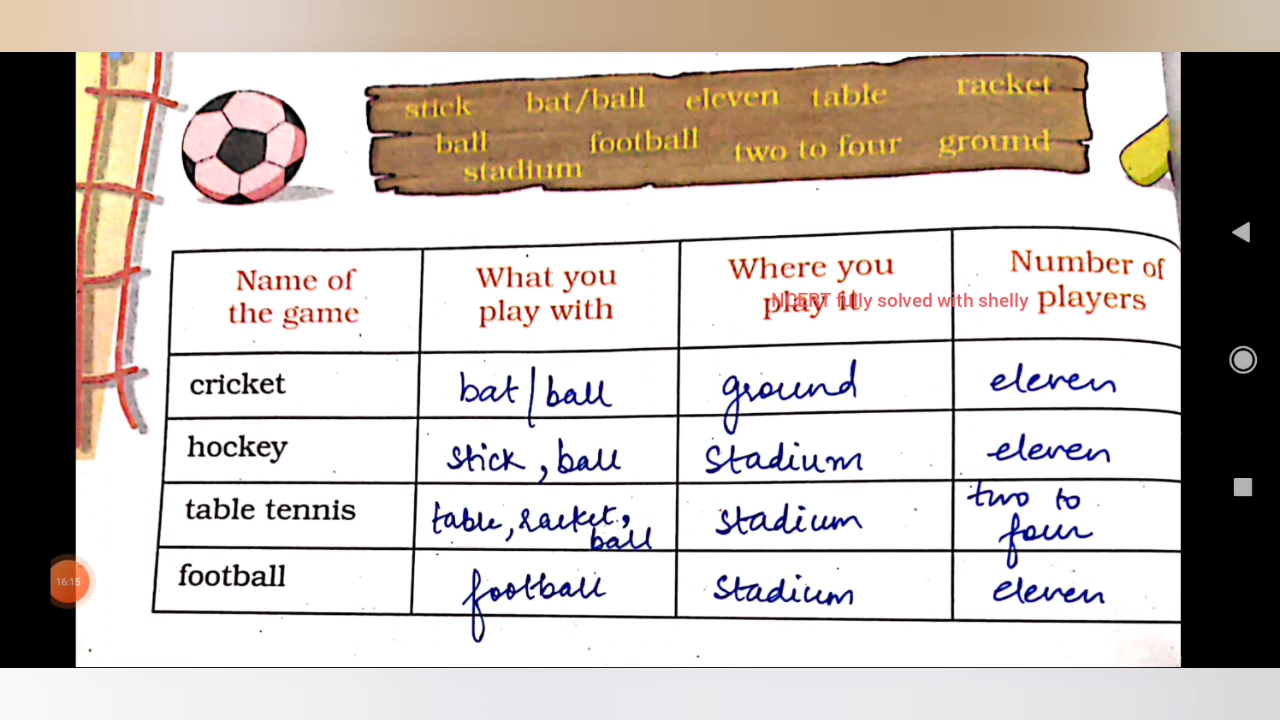 stick bat/ball eleven table racket
ball football two to four ground
stadium
Name of the game What you play with Where you play it Number of players
NCERT fully solved with shelly
cricket bat/ball ground eleven
hockey stick, ball stadium eleven
table tennis table, racket, ball stadium two to four
football football stadium eleven
16:15